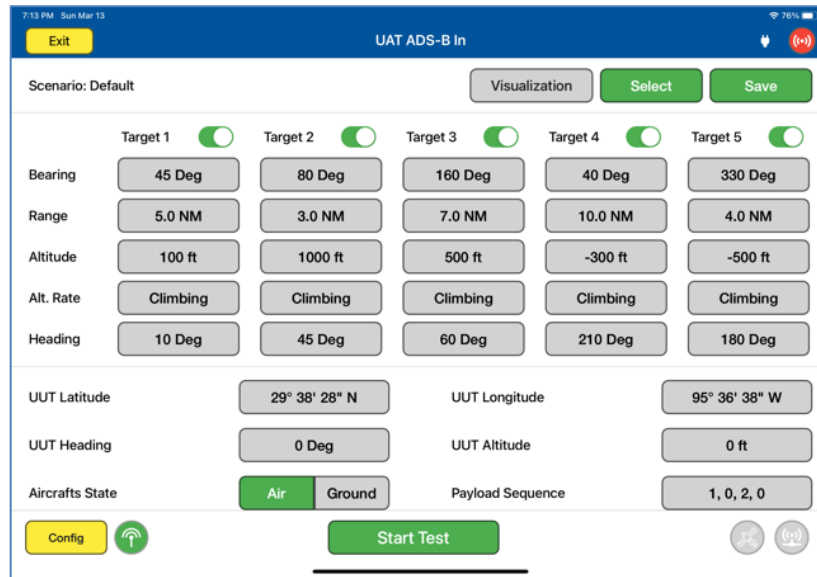 7:13 PM Sun Mar 13 76%
Exit UAT ADS-B In
Scenario: Default Visualization Select Save
Target 1 Target 2 Target 3 Target 4 Target 5
Bearing 45 Deg 80 Deg 160 Deg 40 Deg 330 Deg
Range 5.0 NM 3.0 NM 7.0 NM 10.0 NM 4.0 NM
Altitude 100 ft 1000 ft 500 ft -300 ft -500 ft
Alt. Rate Climbing Climbing Climbing Climbing Climbing
Heading 10 Deg 45 Deg 60 Deg 210 Deg 180 Deg
UUT Latitude 29° 38' 28" N UUT Longitude 95° 36' 38" W
UUT Heading 0 Deg UUT Altitude 0 ft
Aircrafts State Air Ground Payload Sequence 1, 0, 2, 0
Config Start Test